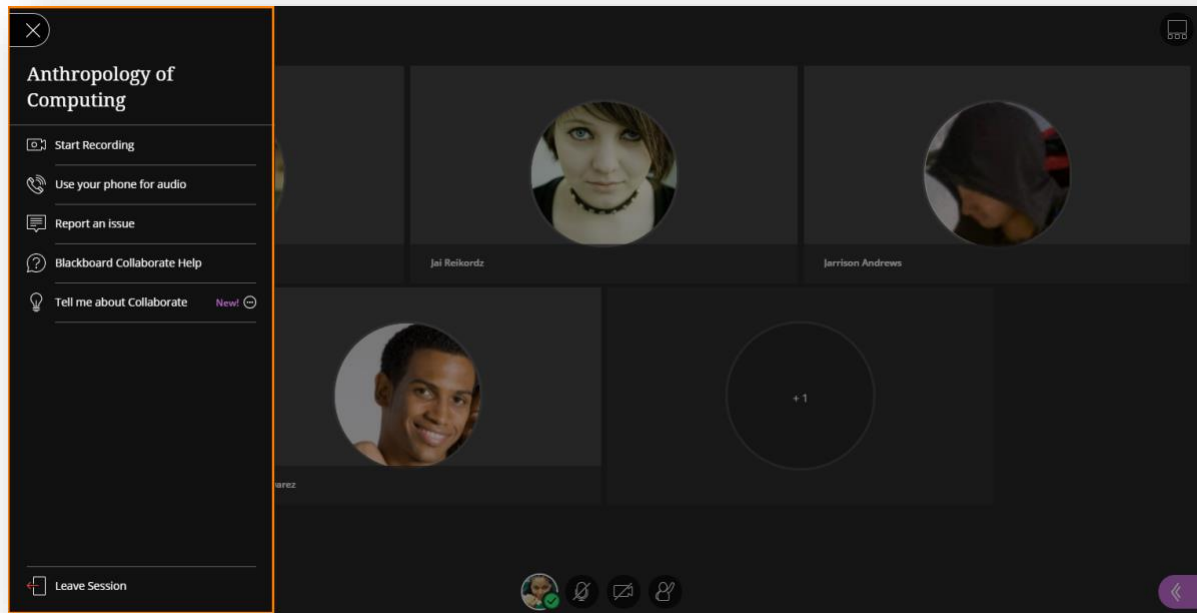 Anthropology of
Computing
Start Recording
Use your phone for audio
Report an issue
Blackboard Collaborate Help
Tell me about Collaborate New!
Leave Session
Jai Reikordz
Jarrison Andrews
+ 1